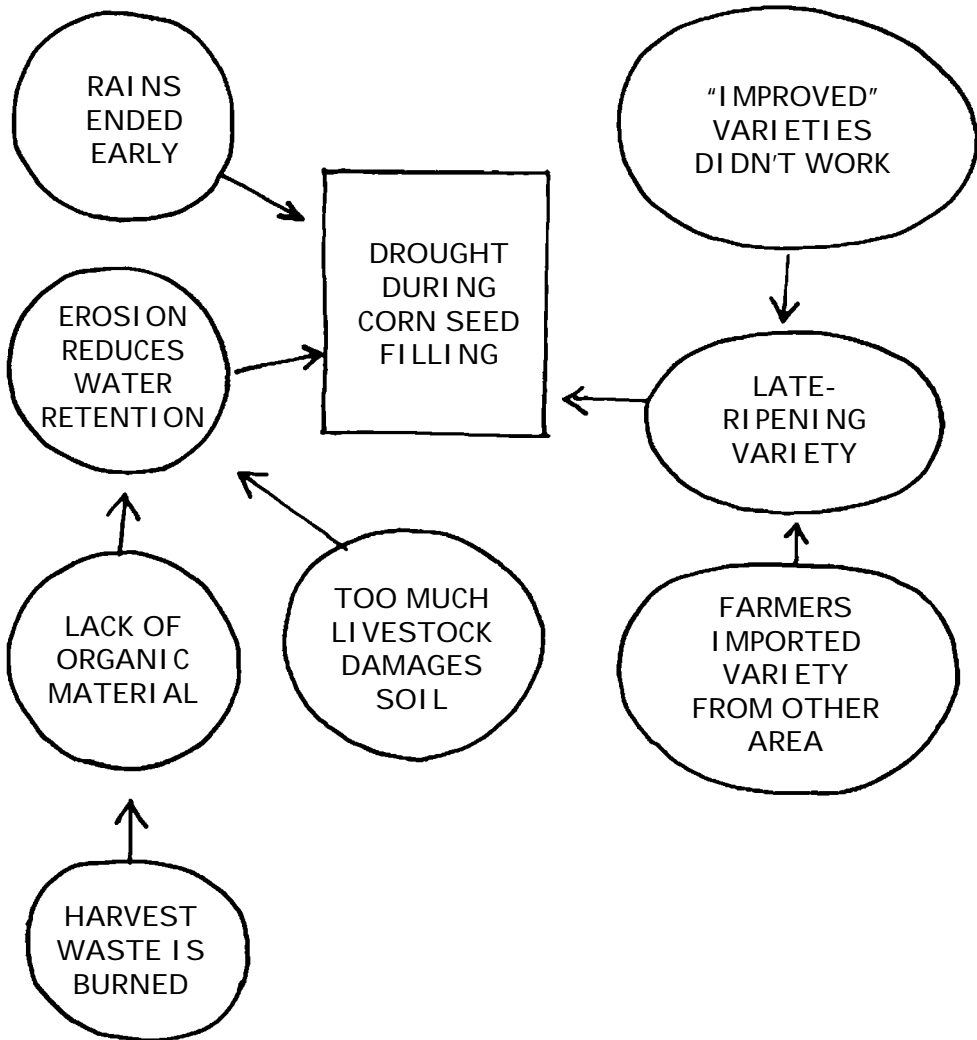 RAINS
ENDED
EARLY
"IMPROVED"
VARIETIES
DIDN'T WORK
DROUGHT
DURING
CORN SEED
FILLING
EROSION
REDUCES
WATER
RETENTION
LATE-
RIPENING
VARIETY
LACK OF
ORGANIC
MATERIAL
TOO MUCH
LIVESTOCK
DAMAGES
SOIL
FARMERS
IMPORTED
VARIETY
FROM OTHER
AREA
HARVEST
WASTE IS
BURNED